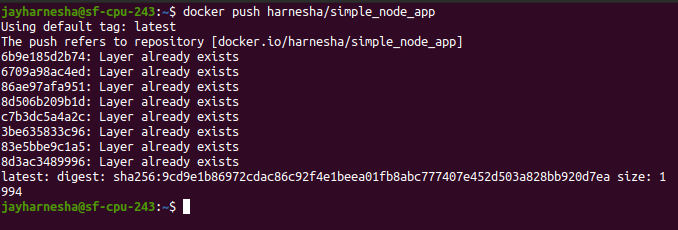 jayharnesha@sf-cpu-243:~$ docker push harnesha/simple_node_app
Using default tag: latest
The push refers to repository [docker.io/harnesha/simple_node_app]
6b9e185d2b74: Layer already exists
6709a98ac4ed: Layer already exists
86ae97afa951: Layer already exists
8d506b209b1d: Layer already exists
c7b3dc5a4a2c: Layer already exists
3be635833c96: Layer already exists
83e5bbe9c1a5: Layer already exists
8d3ac3489996: Layer already exists
latest: digest: sha256:9cd9e1b86972cdac86c92f4e1beea01fb8abc777407e452d503a828bb920d7ea size: 1
994
jayharnesha@sf-cpu-243:~$